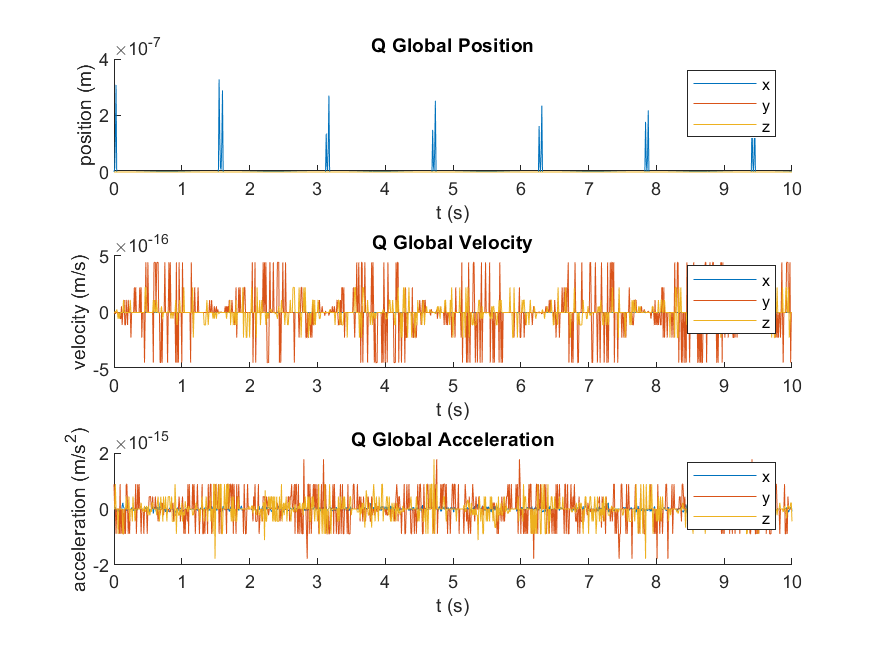 Q Global Position
×10-7
position (m)
4
2
0
x
y
z
0 1 2 3 4 5 6 7 8 9 10
t (s)
Q Global Velocity
×10-16
velocity (m/s)
5
0
-5
x
y
z
0 1 2 3 4 5 6 7 8 9 10
t (s)
Q Global Acceleration
×10-15
acceleration (m/s2)
2
0
-2
x
y
z
0 1 2 3 4 5 6 7 8 9 10
t (s)